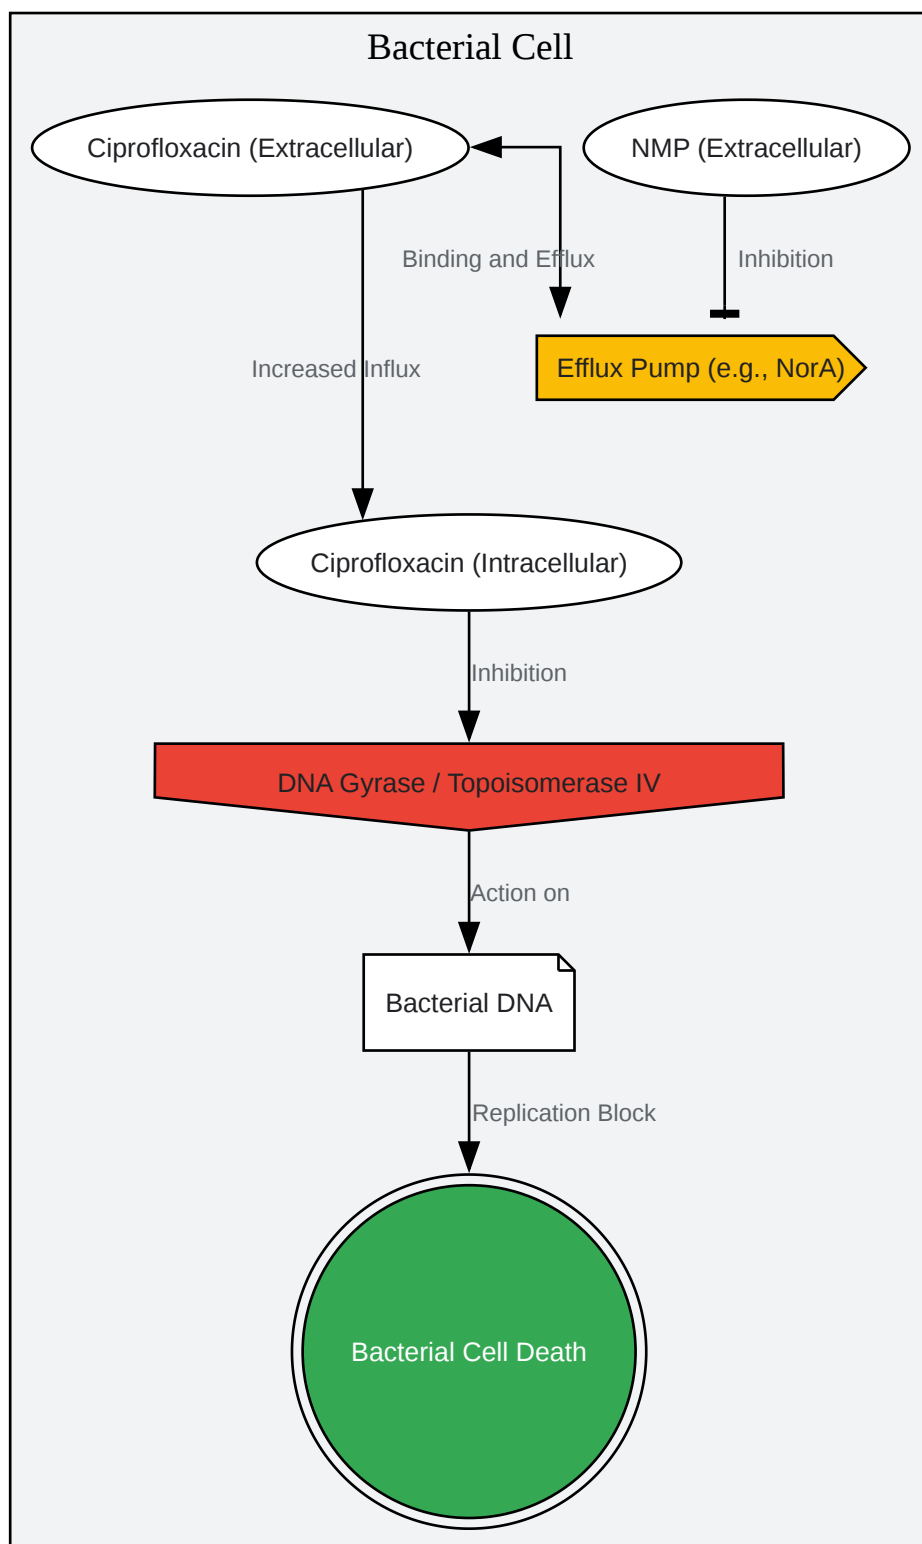 Bacterial Cell
Ciprofloxacin (Extracellular)
NMP (Extracellular)
Binding and Efflux
Inhibition
Increased Influx
Efflux Pump (e.g., NorA)
Ciprofloxacin (Intracellular)
Inhibition
DNA Gyrase / Topoisomerase IV
Action on
Bacterial DNA
Replication Block
Bacterial Cell Death